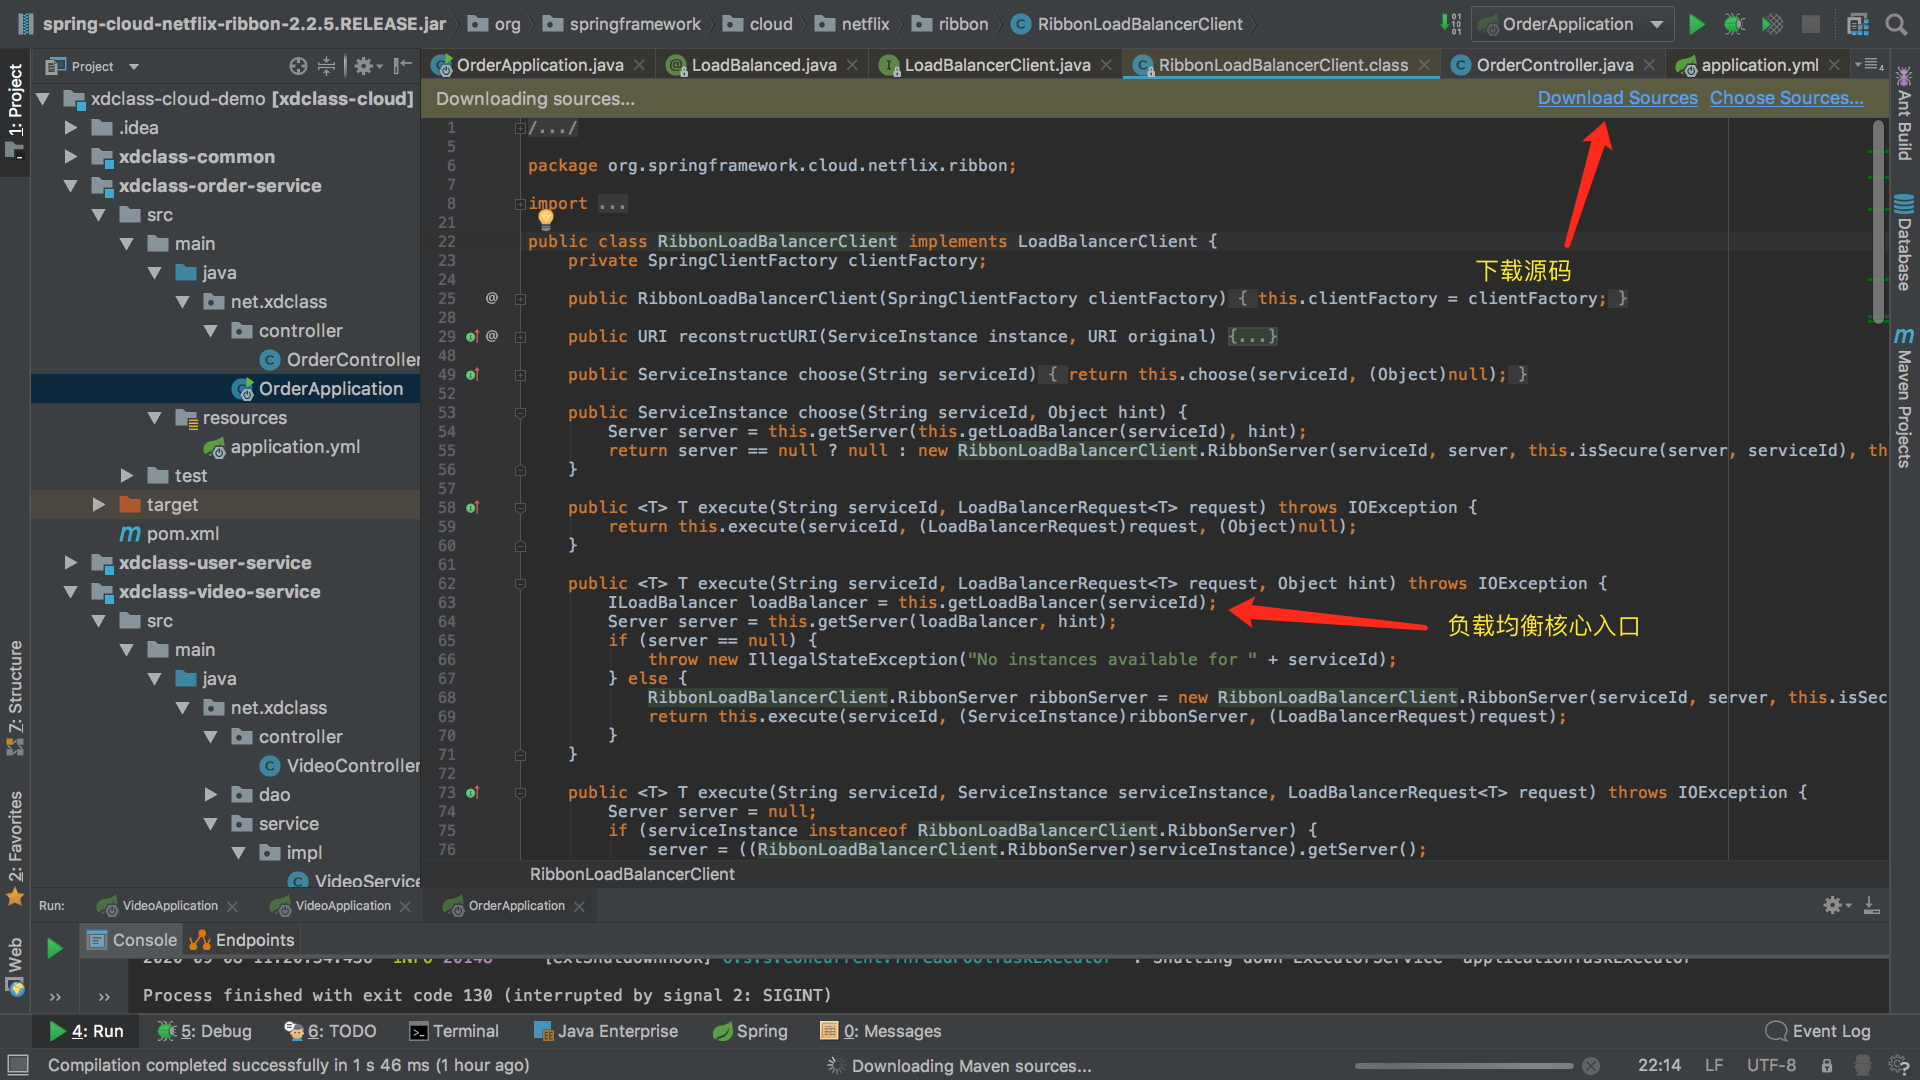 spring-cloud-netflix-ribbon-2.2.5.RELEASE.jar org springframework cloud netflix ribbon RibbonLoadBalancerClient OrderApplication
Project
OrderApplication.java LoadBalanced.java LoadBalancerClient.java RibbonLoadBalancerClient.class OrderController.java application.yml
Downloading sources... Download Sources Choose Sources...
1: Project
7: Structure
2: Favorites
Web
xdclass-cloud-demo [xdclass-cloud]
.idea
xdclass-common
xdclass-order-service
src
main
java
net.xdclass
controller
OrderController
OrderApplication
resources
application.yml
test
target
pom.xml
xdclass-user-service
xdclass-video-service
src
main
java
net.xdclass
controller
VideoController
dao
service
impl
VideoService
1 /.../
5
6 package org.springframework.cloud.netflix.ribbon;
7
8 import ...
21
22 public class RibbonLoadBalancerClient implements LoadBalancerClient {
23 private SpringClientFactory clientFactory;
24
25 @ public RibbonLoadBalancerClient(SpringClientFactory clientFactory) { this.clientFactory = clientFactory; }
28
29 @ public URI reconstructURI(ServiceInstance instance, URI original) {...}
48
49 public ServiceInstance choose(String serviceId) { return this.choose(serviceId, (Object)null); }
52
53 public ServiceInstance choose(String serviceId, Object hint) {
54 Server server = this.getServer(this.getLoadBalancer(serviceId), hint);
55 return server == null ? null : new RibbonLoadBalancerClient.RibbonServer(serviceId, server, this.isSecure(server, serviceId), th
56 }
57
58 public <T> T execute(String serviceId, LoadBalancerRequest<T> request) throws IOException {
59 return this.execute(serviceId, (LoadBalancerRequest)request, (Object)null);
60 }
61
62 public <T> T execute(String serviceId, LoadBalancerRequest<T> request, Object hint) throws IOException {
63 ILoadBalancer loadBalancer = this.getLoadBalancer(serviceId);
64 Server server = this.getServer(loadBalancer, hint);
65 if (server == null) {
66 throw new IllegalStateException("No instances available for " + serviceId);
67 } else {
68 RibbonLoadBalancerClient.RibbonServer ribbonServer = new RibbonLoadBalancerClient.RibbonServer(serviceId, server, this.isSec
69 return this.execute(serviceId, (ServiceInstance)ribbonServer, (LoadBalancerRequest)request);
70 }
71 }
72
73 public <T> T execute(String serviceId, ServiceInstance serviceInstance, LoadBalancerRequest<T> request) throws IOException {
74 Server server = null;
75 if (serviceInstance instanceof RibbonLoadBalancerClient.RibbonServer) {
76 server = ((RibbonLoadBalancerClient.RibbonServer)serviceInstance).getServer();
下载源码
负载均衡核心入口
RibbonLoadBalancerClient
Ant Build
Database
Maven Projects
Run: VideoApplication VideoApplication OrderApplication
Console Endpoints
2020-09-08 11:20:54.456 INFO 20148 [extShutdownHook] o.s.s.concurrent.ThreadPoolTaskExecutor : Shutting down ExecutorService 'applicationTaskExecutor'
Process finished with exit code 130 (interrupted by signal 2: SIGINT)
4: Run 5: Debug 6: TODO Terminal Java Enterprise Spring 0: Messages Event Log
Compilation completed successfully in 1 s 46 ms (1 hour ago) Downloading Maven sources... 22:14 LF UTF-8